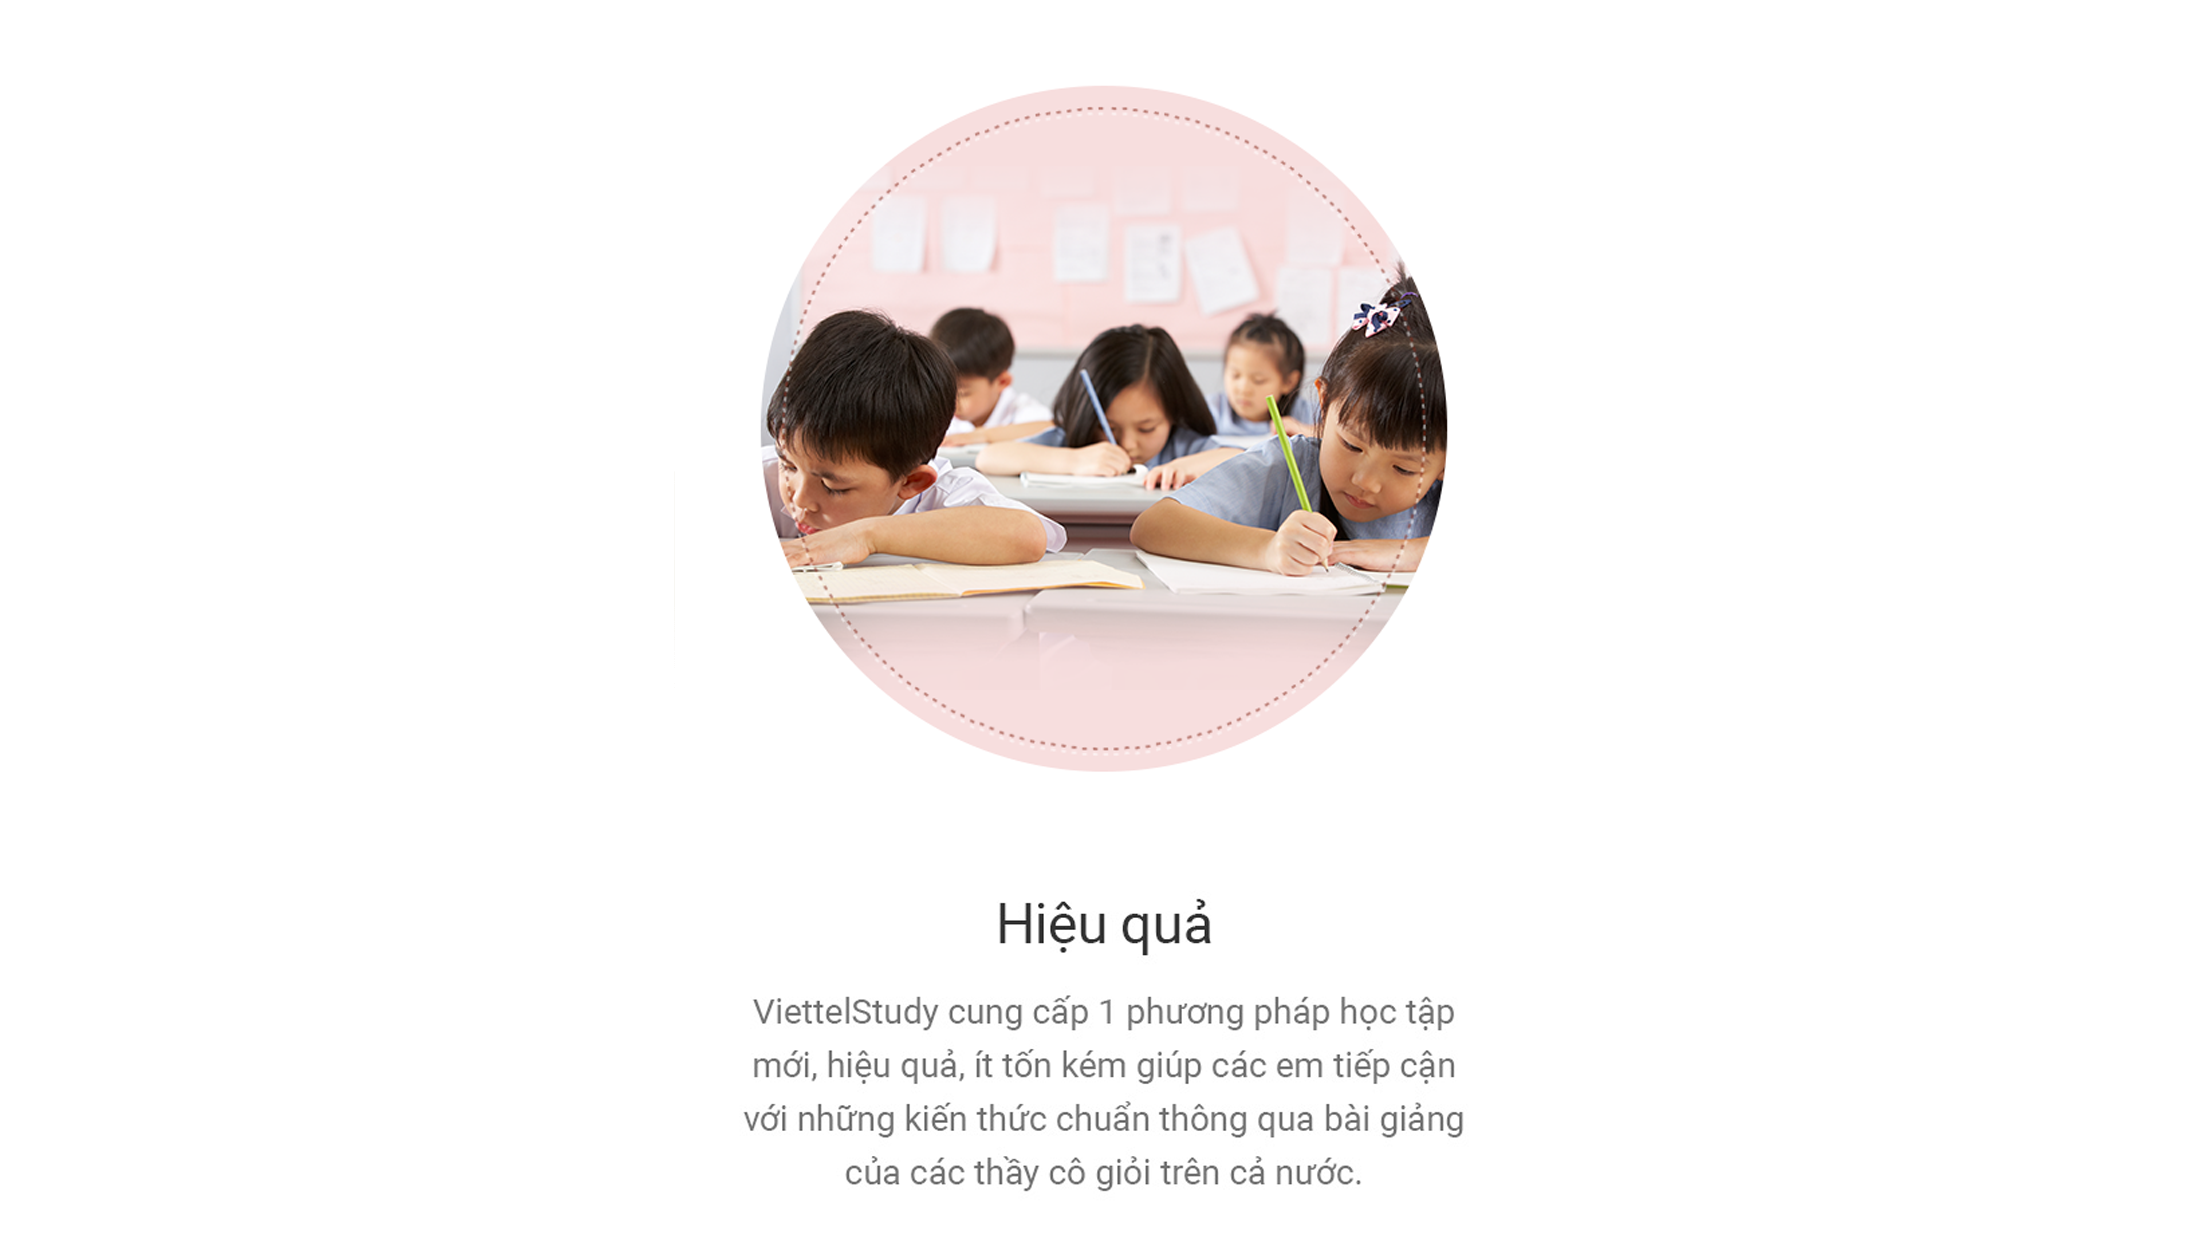 Hiệu quả
ViettelStudy cung cấp 1 phương pháp học tập
mới, hiệu quả, ít tốn kém giúp các em tiếp cận
với những kiến thức chuẩn thông qua bài giảng
của các thầy cô giỏi trên cả nước.